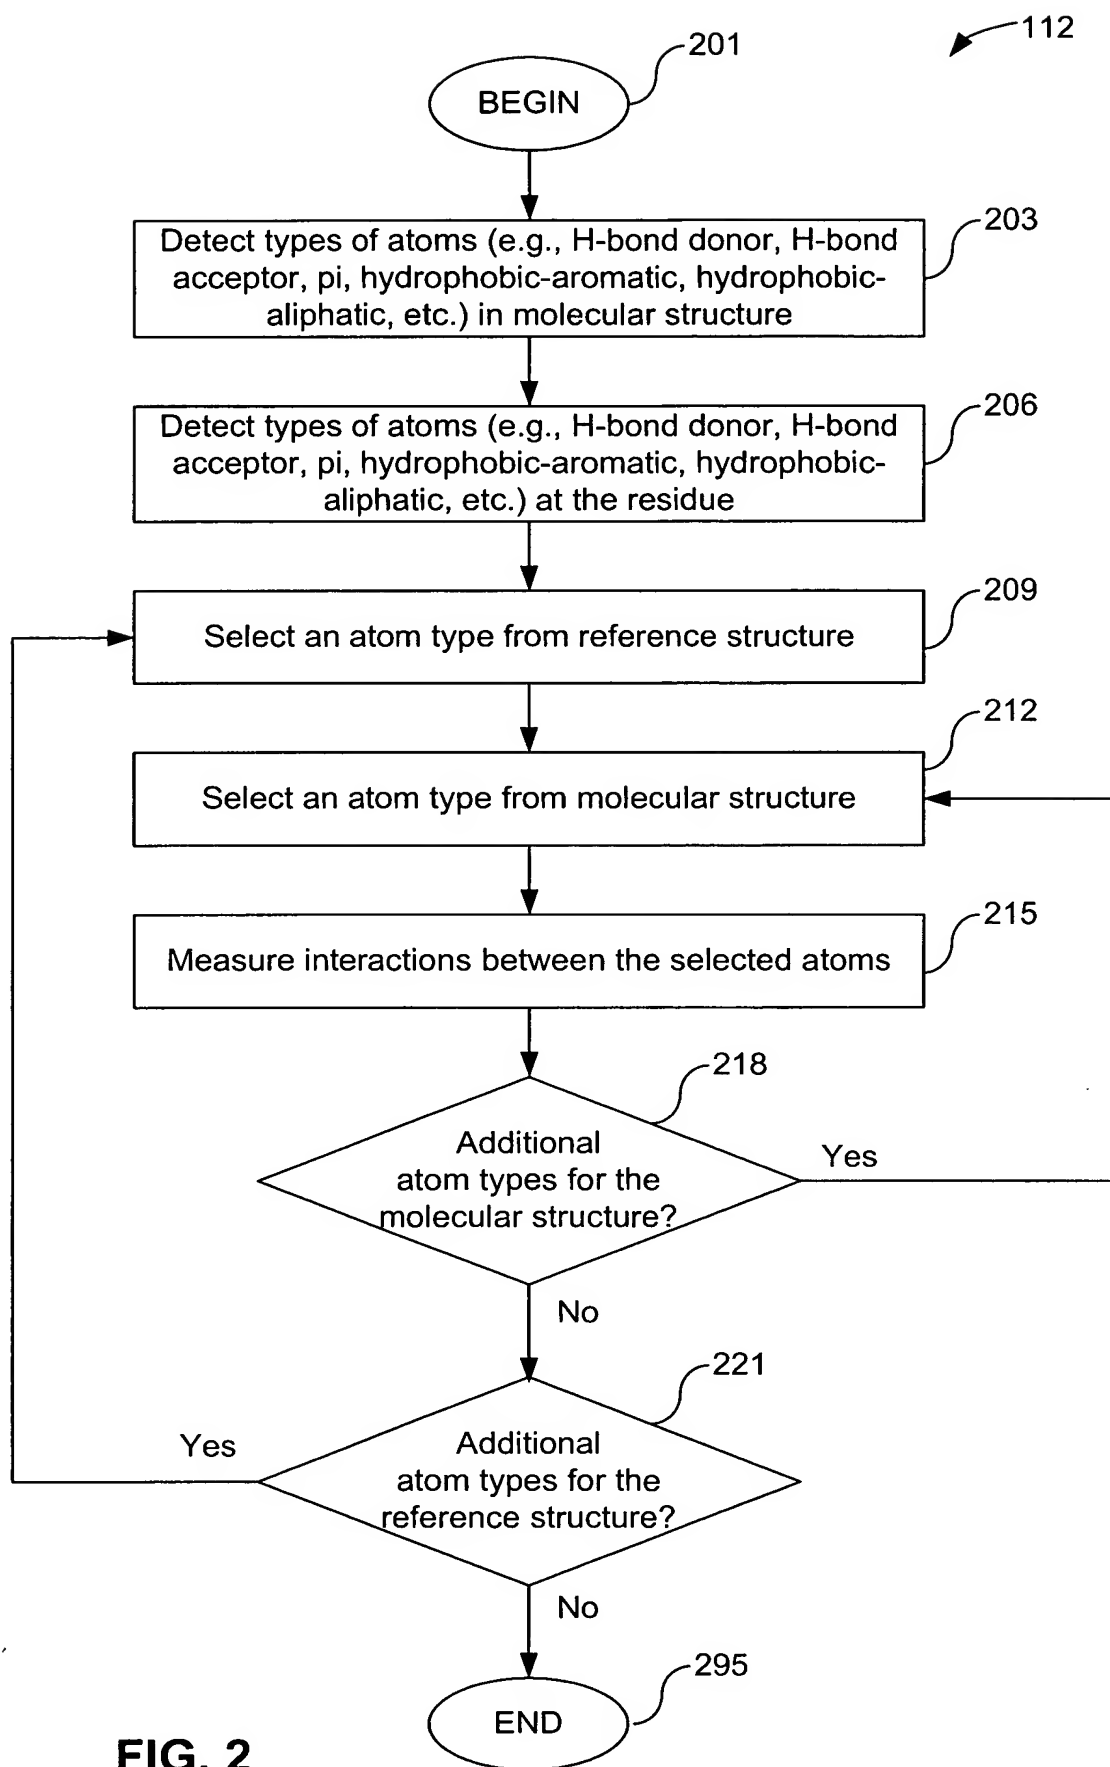 112
201
BEGIN
203
Detect types of atoms (e.g., H-bond donor, H-bond
acceptor, pi, hydrophobic-aromatic, hydrophobic-
aliphatic, etc.) in molecular structure
206
Detect types of atoms (e.g., H-bond donor, H-bond
acceptor, pi, hydrophobic-aromatic, hydrophobic-
aliphatic, etc.) at the residue
209
Select an atom type from reference structure
212
Select an atom type from molecular structure
215
Measure interactions between the selected atoms
218
Additional
atom types for the
molecular structure?
Yes
No
221
Additional
atom types for the
reference structure?
Yes
No
295
END
FIG. 2